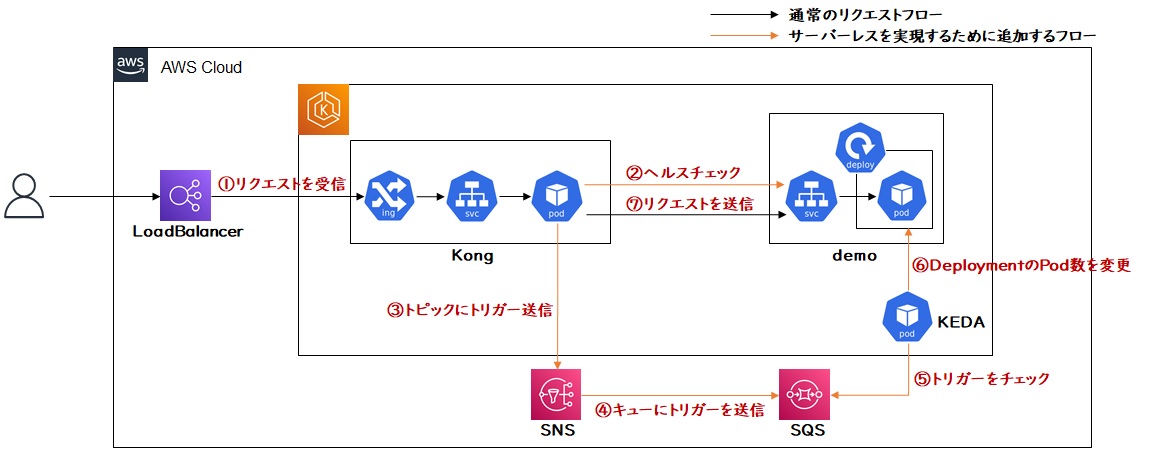 通常のリクエストフロー
サーバーレスを実現するために追加するフロー
aws
AWS Cloud
K
deploy
①リクエストを受信
②ヘルスチェック
ing
svc
pod
svc
pod
⑦リクエストを送信
LoadBalancer
Kong
demo
⑥DeploymentのPod数を変更
③トピックにトリガー送信
pod
KEDA
⑤トリガーをチェック
④キューにトリガーを送信
SNS
SQS